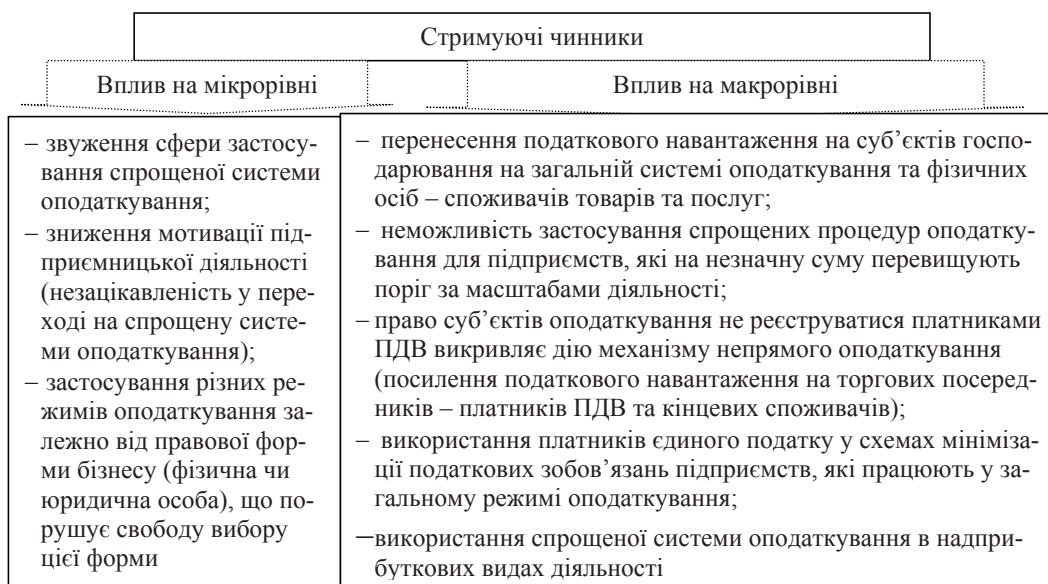 Стримуючі чинники
Вплив на мікрорівні
Вплив на макрорівні
– звуження сфери застосу-
вання спрощеної системи
оподаткування;
– зниження мотивації під-
приємницької діяльності
(незацікавленість у пере-
ході на спрощену систе-
ми оподаткування);
– застосування різних ре-
жимів оподаткування за-
лежно від правової фор-
ми бізнесу (фізична чи
юридична особа), що по-
рушує свободу вибору
цієї форми
– перенесення податкового навантаження на суб’єктів госпо-
дарювання на загальній системі оподаткування та фізичних
осіб – споживачів товарів та послуг;
– неможливість застосування спрощених процедур оподатку-
вання для підприємств, які на незначну суму перевищують
поріг за масштабами діяльності;
– право суб’єктів оподаткування не реєструватися платниками
ПДВ викривляє дію механізму непрямого оподаткування
(посилення податкового навантаження на торгових посеред-
ників – платників ПДВ та кінцевих споживачів);
– використання платників єдиного податку у схемах мініміза-
ції податкових зобов’язань підприємств, які працюють у за-
гальному режимі оподаткування;
–використання спрощеної системи оподаткування в надпри-
буткових видах діяльності